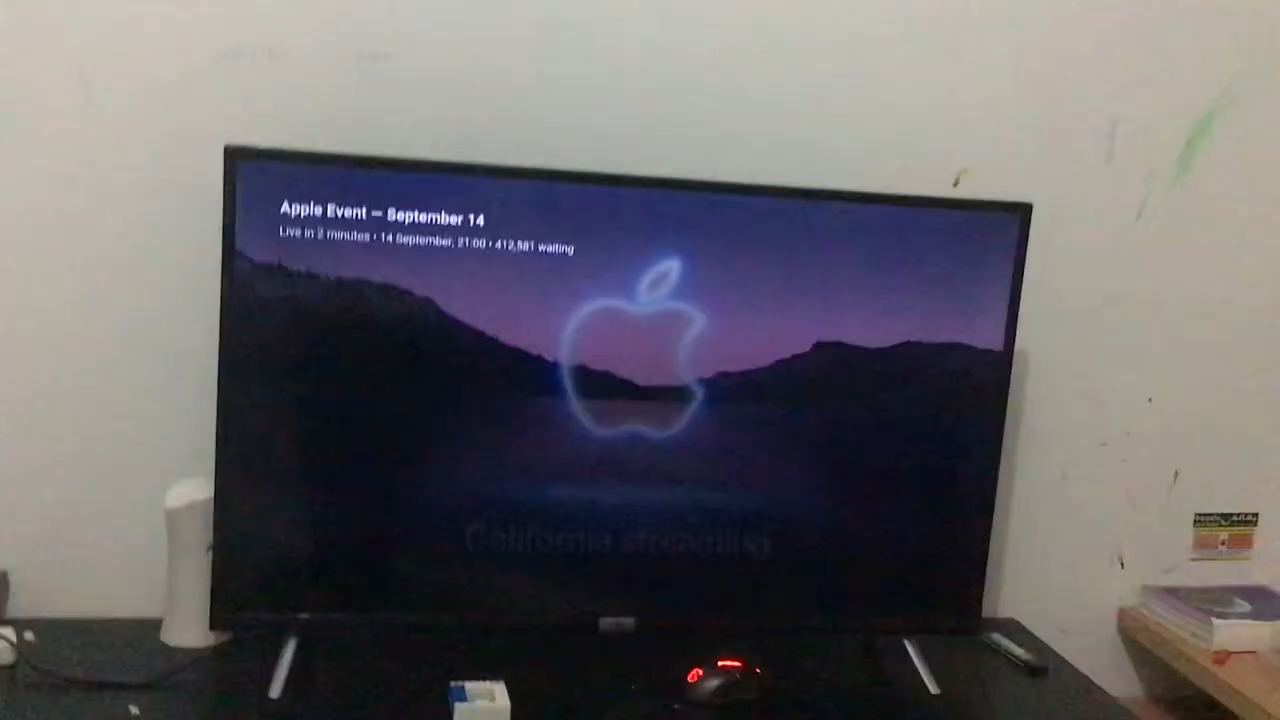 Apple Event — September 14
Live in 2 minutes • 14 September, 21:00 • 412,581 waiting
California streaming